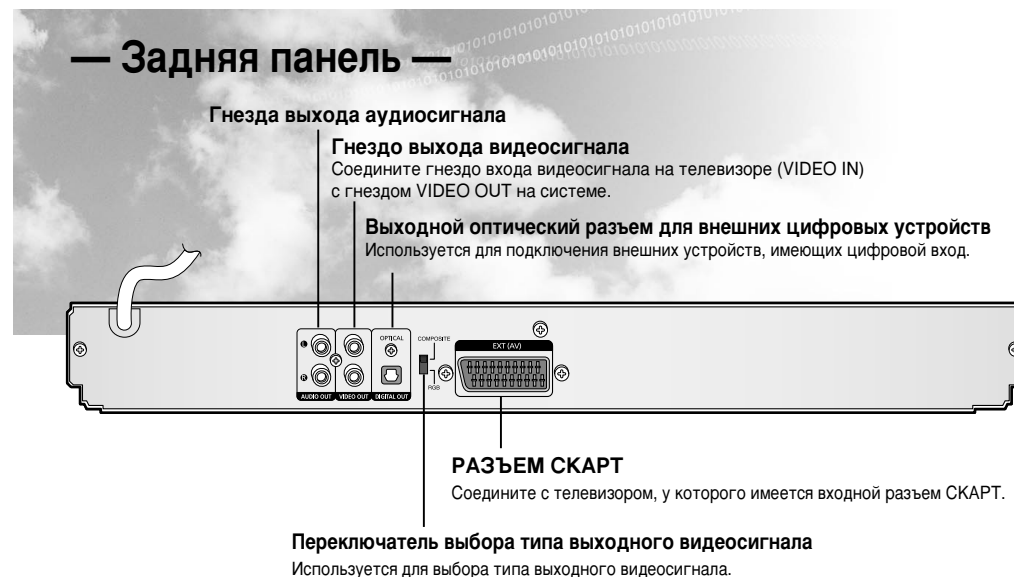 — Задняя панель —
Гнезда выхода аудиосигнала
Гнездо выхода видеосигнала
Соедините гнездо входа видеосигнала на телевизоре (VIDEO IN)
с гнездом VIDEO OUT на системе.
Выходной оптический разъем для внешних цифровых устройств
Используется для подключения внешних устройств, имеющих цифровой вход.
L
R
AUDIO OUT
VIDEO OUT
OPTICAL
DIGITAL OUT
COMPOSITE
RGB
EXT (AV)
РАЗЪЕМ СКАРТ
Соедините с телевизором, у которого имеется входной разъем СКАРТ.
Переключатель выбора типа выходного видеосигнала
Используется для выбора типа выходного видеосигнала.